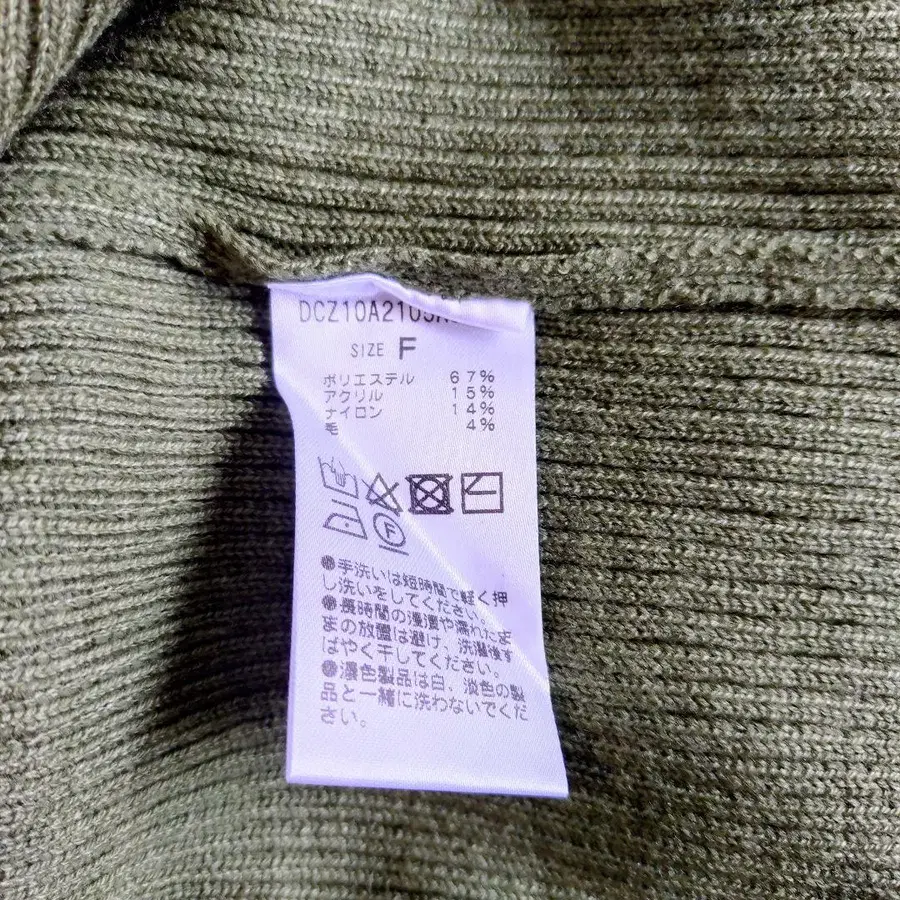 SIZE F
ポリエステル 67%
アクリル 15%
ナイロン 14%
毛 4%
F
●手洗いは短時間で軽く押
し洗いをしてください。
●長時間の浸漬や濡れたま
まの放置は避け、洗濯後す
ばやく干してください。
●濃色製品は白、淡色の製
品と一緒に洗わないでくだ
さい。